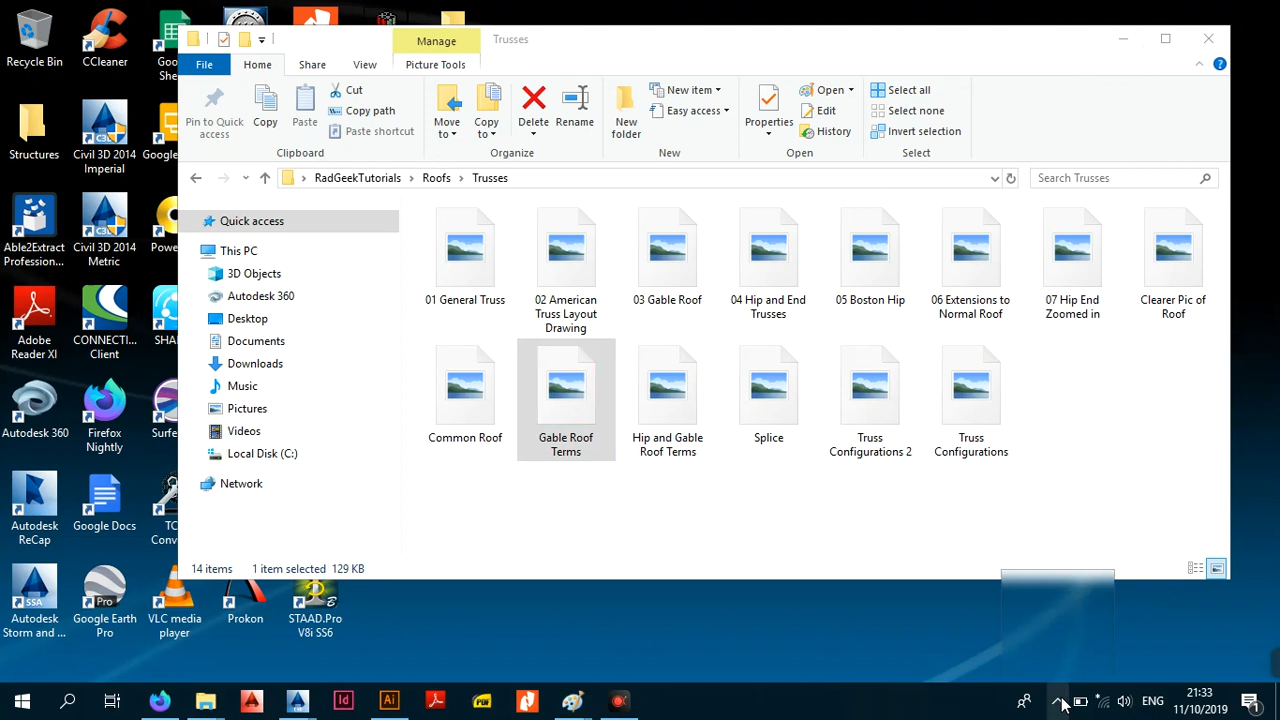 Manage
Trusses
File
Home
Share
View
Picture Tools
Pin to Quick
access
Copy
Paste
Cut
Copy path
Paste shortcut
Clipboard
Move
to
Copy
to
Delete
Rename
Organize
New
folder
New item
Easy access
New
Properties
Open
Edit
History
Open
Select all
Select none
Invert selection
Select
RadGeekTutorials
Roofs
Trusses
Search Trusses
Quick access
This PC
3D Objects
Autodesk 360
Desktop
Documents
Downloads
Music
Pictures
Videos
Local Disk (C:)
Network
01 General Truss
02 American
Truss Layout
Drawing
03 Gable Roof
04 Hip and End
Trusses
05 Boston Hip
06 Extensions to
Normal Roof
07 Hip End
Zoomed in
Clearer Pic of
Roof
Common Roof
Gable Roof
Terms
Hip and Gable
Roof Terms
Splice
Truss
Configurations 2
Truss
Configurations
14 items
1 item selected 129 KB
Recycle Bin
CCleaner
Goo
She
Structures
Civil 3D 2014
Imperial
Google
Able2Extract
Profession...
Civil 3D 2014
Metric
Powe
Adobe
Reader XI
CONNECTI...
Client
SHA
Autodesk 360
Firefox
Nightly
Surfe
Autodesk
ReCap
Google Docs
TC
Conv
Autodesk
Storm and ...
Google Earth
Pro
VLC media
player
Prokon
STAAD.Pro
V8i SS6
ENG
21:33
11/10/2019